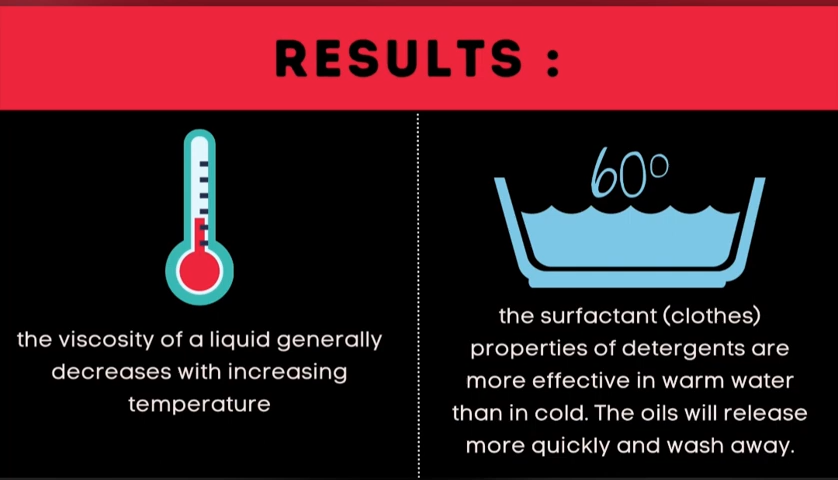 RESULTS :
the viscosity of a liquid generally
decreases with increasing
temperature
60°
the surfactant (clothes)
properties of detergents are
more effective in warm water
than in cold. The oils will release
more quickly and wash away.